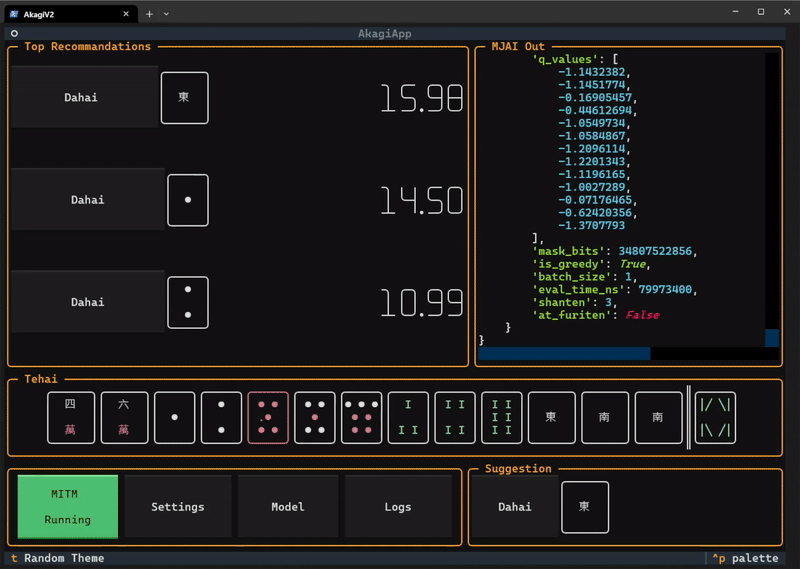 AkagiV2
AkagiApp
Top Recommandations
Dahai
東
15.98
Dahai
14.50
Dahai
10.99
MJAI Out
'q_values': [
-1.1432382,
-1.1451774,
-0.16905457,
-0.44612694,
-1.0549734,
-1.0584867,
-1.2096114,
-1.2201343,
-1.1196165,
-1.0027289,
-0.07176465,
-0.62420356,
-1.3707793
],
'mask_bits': 34807522856,
'is_greedy': True,
'batch_size': 1,
'eval_time_ns': 79973400,
'shanten': 3,
'at_furiten': False
}
}
Tehai
四 六
萬 萬
東 南 南
MITM
Running
Settings
Model
Logs
Suggestion
Dahai
東
t Random Theme
^p palette